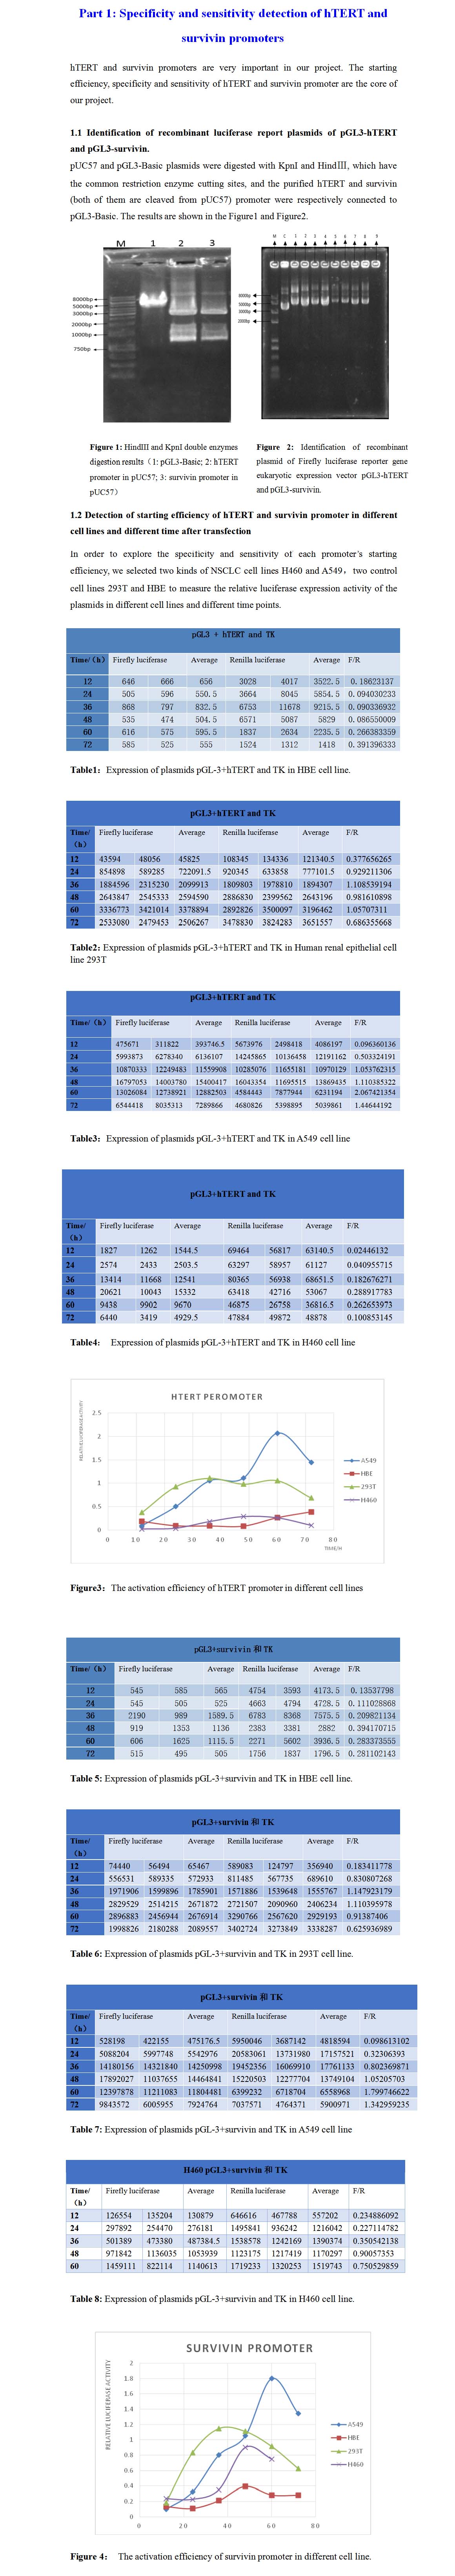 Part 1: Specificity and sensitivity detection of hTERT and
survivin promoters
hTERT and survivin promoters are very important in our project. The starting
efficiency, specificity and sensitivity of hTERT and survivin promoter are the core of
our project.
1.1 Identification of recombinant luciferase report plasmids of pGL3-hTERT
and pGL3-survivin.
pUC57 and pGL3-Basic plasmids were digested with KpnI and HindⅢ, which have
the common restriction enzyme cutting sites, and the purified hTERT and survivin
(both of them are cleaved from pUC57) promoter were respectively connected to
pGL3-Basic. The results are shown in the Figure1 and Figure2.
M 1 2 3
8000bp
5000bp
3000bp
2000bp
1000bp
750bp
M C 1 2 3 4 5 6 7 8 9
8000bp
5000bp
3000bp
2000bp
Figure 1: HindIII and KpnI double enzymes
digestion results（1: pGL3-Basic; 2: hTERT
promoter in pUC57; 3: survivin promoter in
pUC57）
Figure 2: Identification of recombinant
plasmid of Firefly luciferase reporter gene
eukaryotic expression vector pGL3-hTERT
and pGL3-survivin.
1.2 Detection of starting efficiency of hTERT and survivin promoter in different
cell lines and different time after transfection
In order to explore the specificity and sensitivity of each promoter's starting
efficiency, we selected two kinds of NSCLC cell lines H460 and A549，two control
cell lines 293T and HBE to measure the relative luciferase expression activity of the
plasmids in different cell lines and different time points.
pGL3 + hTERT and TK
Time/（h） Firefly luciferase Average Renilla luciferase Average F/R
12 646 666 656 3028 4017 3522.5 0.18623137
24 505 596 550.5 3664 8045 5854.5 0.094030233
36 868 797 832.5 6753 11678 9215.5 0.090336932
48 535 474 504.5 6571 5087 5829 0.086550009
60 616 575 595.5 1837 2634 2235.5 0.266383359
72 585 525 555 1524 1312 1418 0.391396333
Table1：Expression of plasmids pGL-3+hTERT and TK in HBE cell line.
pGL3+hTERT and TK
Time/ Firefly luciferase Average Renilla luciferase Average F/R
（h）
12 43594 48056 45825 108345 134336 121340.5 0.377656265
24 854898 589285 722091.5 920345 633858 777101.5 0.929211306
36 1884596 2315230 2099913 1809803 1978810 1894307 1.108539194
48 2643847 2545333 2594590 2886830 2399562 2643196 0.981610898
60 3336773 3421014 3378894 2892826 3500097 3196462 1.05707311
72 2533080 2479453 2506267 3478830 3824283 3651557 0.686355668
Table2: Expression of plasmids pGL-3+hTERT and TK in Human renal epithelial cell
line 293T
pGL3+hTERT and TK
Time/（h） Firefly luciferase Average Renilla luciferase Average F/R
12 475671 311822 393746.5 5673976 2498418 4086197 0.096360136
24 5993873 6278340 6136107 14245865 10136458 12191162 0.503324191
36 10870333 12249483 11559908 10285076 11655181 10970129 1.053762315
48 16797053 14003780 15400417 16043354 11695515 13869435 1.110385322
60 13026084 12738921 12882503 4584443 7877944 6231194 2.067421354
72 6544418 8035313 7289866 4680826 5398895 5039861 1.44644192
Table3：Expression of plasmids pGL-3+hTERT and TK in A549 cell line
pGL3+hTERT and TK
Time/ Firefly luciferase Average Renilla luciferase Average F/R
（h）
12 1827 1262 1544.5 69464 56817 63140.5 0.02446132
24 2574 2433 2503.5 63297 58957 61127 0.040955715
36 13414 11668 12541 80365 56938 68651.5 0.182676271
48 20621 10043 15332 63418 42716 53067 0.288917783
60 9438 9902 9670 46875 26758 36816.5 0.262653973
72 6440 3419 4929.5 47884 49872 48878 0.100853145
Table4： Expression of plasmids pGL-3+hTERT and TK in H460 cell line
HTERT PEROMOTER
RELATIVE LUCIFERASE ACTIVITY
2.5
2
1.5
1
0.5
0
0 10 20 30 40 50 60 70 80
TIME/H
A549
HBE
293T
H460
Figure3：The activation efficiency of hTERT promoter in different cell lines
pGL3+survivin 和 TK
Time/（h） Firefly luciferase Average Renilla luciferase Average F/R
12 545 585 565 4754 3593 4173.5 0.13537798
24 545 505 525 4663 4794 4728.5 0.111028868
36 2190 989 1589.5 6783 8368 7575.5 0.209821134
48 919 1353 1136 2383 3381 2882 0.394170715
60 606 1625 1115.5 2271 5602 3936.5 0.283373555
72 515 495 505 1756 1837 1796.5 0.281102143
Table 5: Expression of plasmids pGL-3+survivin and TK in HBE cell line.
pGL3+survivin 和 TK
Time/ Firefly luciferase Average Renilla luciferase Average F/R
（h）
12 74440 56494 65467 589083 124797 356940 0.183411778
24 556531 589335 572933 811485 567735 689610 0.830807268
36 1971906 1599896 1785901 1571886 1539648 1555767 1.147923179
48 2829529 2514215 2671872 2721507 2090960 2406234 1.110395978
60 2896883 2456944 2676914 3290766 2567620 2929193 0.91387406
72 1998826 2180288 2089557 3402724 3273849 3338287 0.625936989
Table 6: Expression of plasmids pGL-3+survivin and TK in 293T cell line.
pGL3+survivin 和 TK
Time/ Firefly luciferase Average Renilla luciferase Average F/R
（h）
12 528198 422155 475176.5 5950046 3687142 4818594 0.098613102
24 5088204 5997748 5542976 20583061 13731980 17157521 0.32306393
36 14180156 14321840 14250998 19452356 16069910 17761133 0.802369871
48 17892027 11037655 14464841 15220503 12277704 13749104 1.05205703
60 12397878 11211083 11804481 6399232 6718704 6558968 1.799746622
72 9843572 6005955 7924764 7037571 4764371 5900971 1.342959235
Table 7: Expression of plasmids pGL-3+survivin and TK in A549 cell line
H460 pGL3+survivin 和 TK
Time/ Firefly luciferase Average Renilla luciferase Average F/R
（h）
12 126554 135204 130879 646616 467788 557202 0.234886092
24 297892 254470 276181 1495841 936242 1216042 0.227114782
36 501389 473380 487384.5 1538578 1242169 1390374 0.350542138
48 971842 1136035 1053939 1123175 1217419 1170297 0.90057353
60 1459111 822114 1140613 1719233 1320253 1519743 0.750529859
Table 8: Expression of plasmids pGL-3+survivin and TK in H460 cell line.
SURVIVIN PROMOTER
RELATIVE LUCIFERASE ACTIVITY
2
1.8
1.6
1.4
1.2
1
0.8
0.6
0.4
0.2
0
0 20 40 60 80
A549
HBE
293T
H460
Figure 4： The activation efficiency of survivin promoter in different cell line.